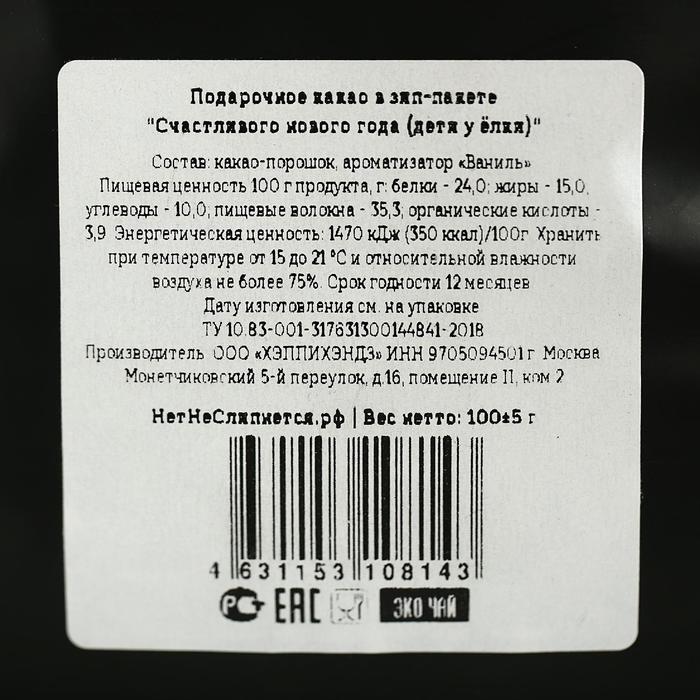 Подарочное какао в зип-пакете
"Счастливого нового года (дети у ёлки)"
Состав: какао-порошок, ароматизатор «Ваниль»
Пищевая ценность 100 г продукта, г: белки - 24,0; жиры - 15,0,
углеводы - 10,0; пищевые волокна - 35,3; органические кислоты -
3,9 Энергетическая ценность: 1470 кДж (350 ккал)/100г Хранить
при температуре от 15 до 21 °С и относительной влажности
воздуха не более 75%. Срок годности 12 месяцев
Дату изготовления см. на упаковке
ТУ 10.83-001-317631300144841-2018
Производитель ООО «ХЭППИХЭНДЗ» ИНН 9705094501 г Москва
Монетчиковский 5-й переулок, д.16, помещение II, ком 2
НетНеСлипнется.рф | Вес нетто: 100±5 г
4 631153 108143
РСТ EAC ЭКО ЧАЙ